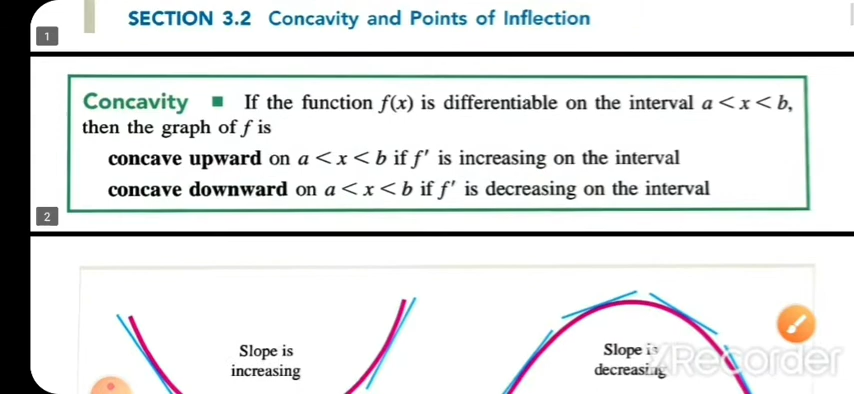 SECTION 3.2 Concavity and Points of Inflection
1
Concavity ■ If the function f(x) is differentiable on the interval a < x < b,
then the graph of f is
concave upward on a < x < b if f′ is increasing on the interval
concave downward on a < x < b if f′ is decreasing on the interval
2
Slope is
increasing
Slope is
decreasing
XRecorder